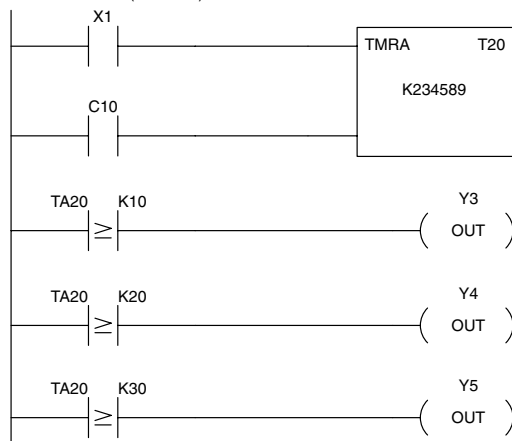 X1
TMRA T20
K234589
C10
TA20 K10 Y3
≥ OUT
TA20 K20 Y4
≥ OUT
TA20 K30 Y5
≥ OUT